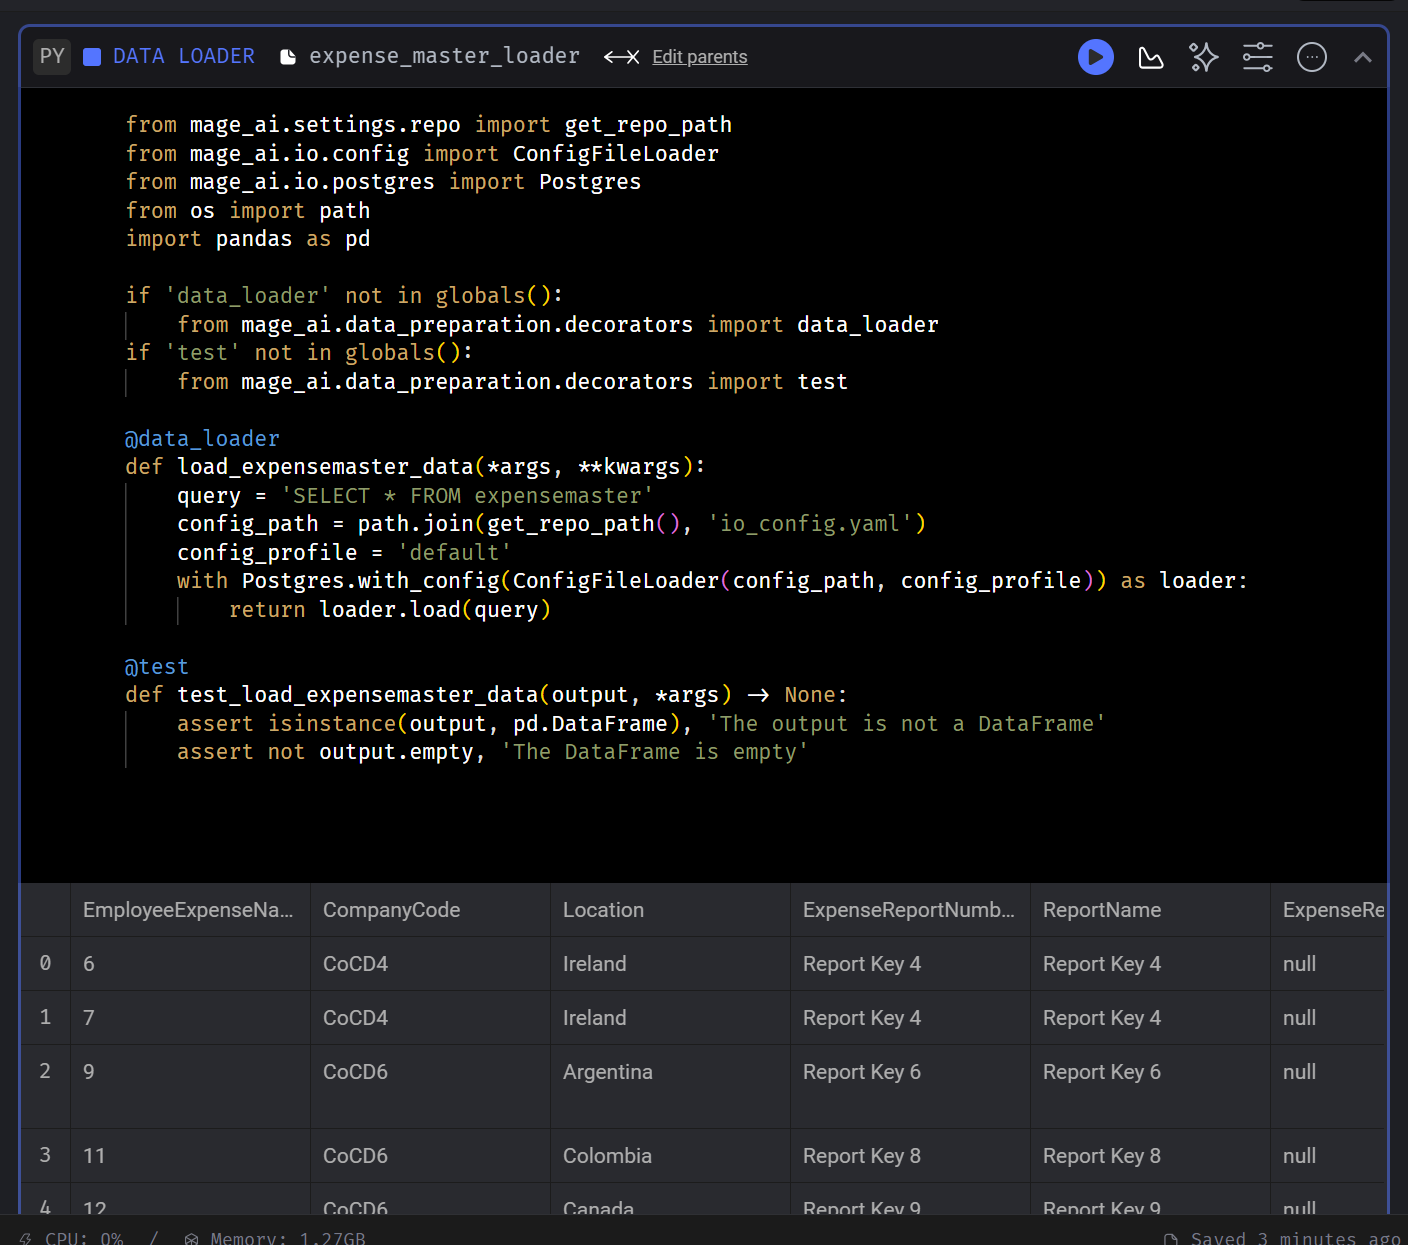 PY DATA LOADER expense_master_loader Edit parents
from mage_ai.settings.repo import get_repo_path
from mage_ai.io.config import ConfigFileLoader
from mage_ai.io.postgres import Postgres
from os import path
import pandas as pd
if 'data_loader' not in globals():
from mage_ai.data_preparation.decorators import data_loader
if 'test' not in globals():
from mage_ai.data_preparation.decorators import test
@data_loader
def load_expensemaster_data(*args, **kwargs):
query = 'SELECT * FROM expensemaster'
config_path = path.join(get_repo_path(), 'io_config.yaml')
config_profile = 'default'
with Postgres.with_config(ConfigFileLoader(config_path, config_profile)) as loader:
return loader.load(query)
@test
def test_load_expensemaster_data(output, *args) -> None:
assert isinstance(output, pd.DataFrame), 'The output is not a DataFrame'
assert not output.empty, 'The DataFrame is empty'
EmployeeExpenseNa... CompanyCode Location ExpenseReportNumb... ReportName ExpenseRe
0 6 CoCD4 Ireland Report Key 4 Report Key 4 null
1 7 CoCD4 Ireland Report Key 4 Report Key 4 null
2 9 CoCD6 Argentina Report Key 6 Report Key 6 null
3 11 CoCD6 Colombia Report Key 8 Report Key 8 null
4 12 CoCD6 Canada Report Key 9 Report Key 9 null
CPU: 0% / Memory: 1.27GB Saved 3 minutes ago